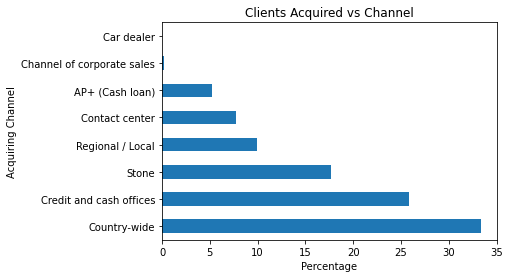 Clients Acquired vs Channel
Acquiring Channel
Car dealer
Channel of corporate sales
AP+ (Cash loan)
Contact center
Regional / Local
Stone
Credit and cash offices
Country-wide
0 5 10 15 20 25 30 35
Percentage